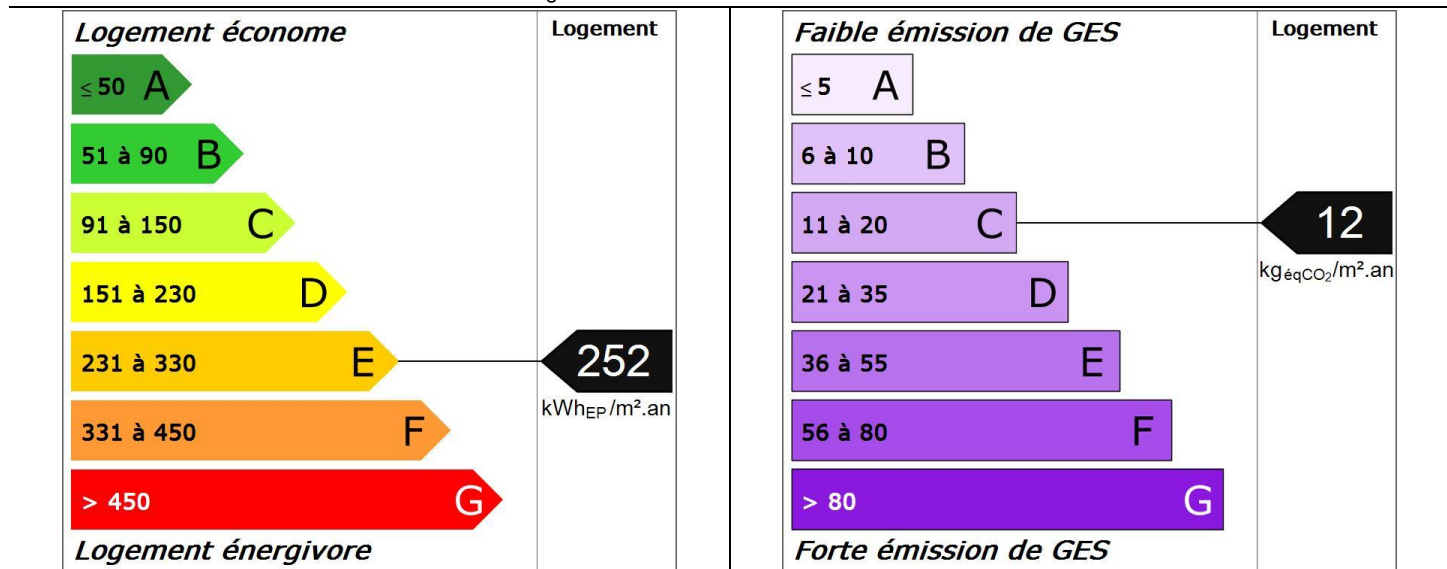 Logement économe
Logement
≤ 50 A
51 à 90 B
91 à 150 C
151 à 230 D
231 à 330 E
252
kWhEP/m².an
331 à 450 F
> 450 G
Logement énergivore
Faible émission de GES
Logement
≤ 5 A
6 à 10 B
11 à 20 C
12
kgéqCO₂/m².an
21 à 35 D
36 à 55 E
56 à 80 F
> 80 G
Forte émission de GES